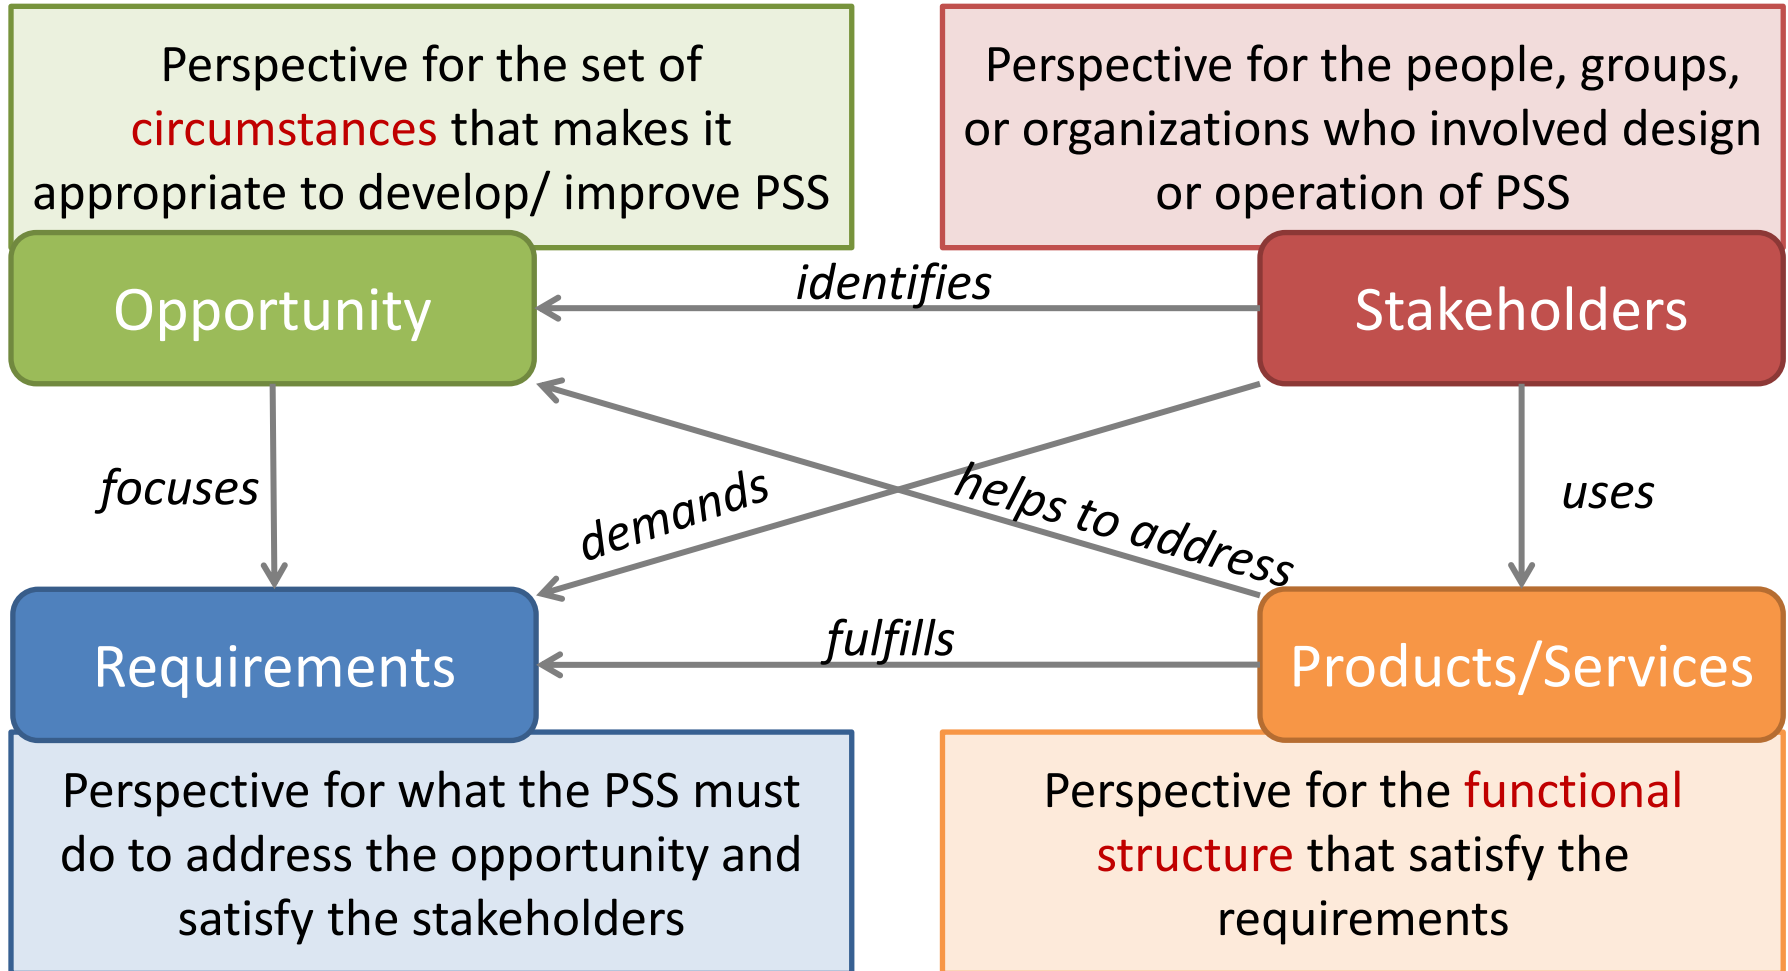 Perspective for the set of
circumstances that makes it
appropriate to develop/ improve PSS
Perspective for the people, groups,
or organizations who involved design
or operation of PSS
Opportunity
identifies
Stakeholders
focuses
demands
helps to address
uses
Requirements
fulfills
Products/Services
Perspective for what the PSS must
do to address the opportunity and
satisfy the stakeholders
Perspective for the functional
structure that satisfy the
requirements